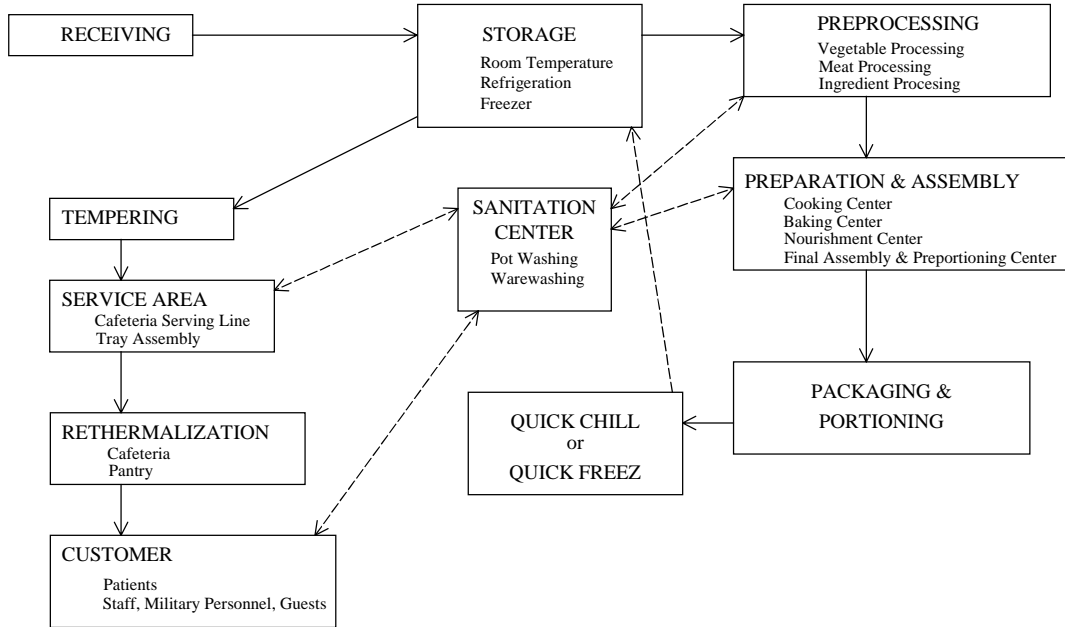 RECEIVING
STORAGE
Room Temperature
Refrigeration
Freezer
PREPROCESSING
Vegetable Processing
Meat Processing
Ingredient Procesing
PREPARATION & ASSEMBLY
Cooking Center
Baking Center
Nourishment Center
Final Assembly & Preportioning Center
SANITATION
CENTER
Pot Washing
Warewashing
TEMPERING
SERVICE AREA
Cafeteria Serving Line
Tray Assembly
PACKAGING &
PORTIONING
QUICK CHILL
or
QUICK FREEZ
RETHERMALIZATION
Cafeteria
Pantry
CUSTOMER
Patients
Staff, Military Personnel, Guests